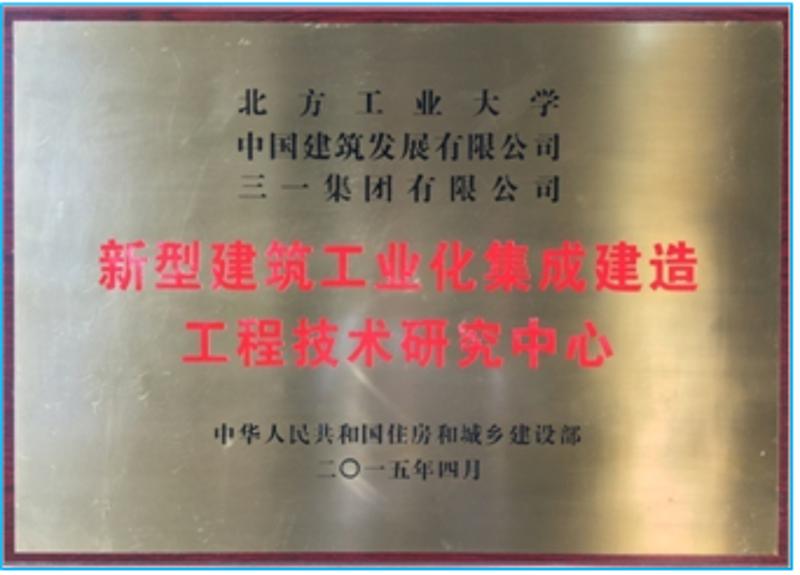 北方工业大学
中国建筑发展有限公司
三一集团有限公司
新型建筑工业化集成建造
工程技术研究中心
中华人民共和国住房和城乡建设部
二〇一五年四月